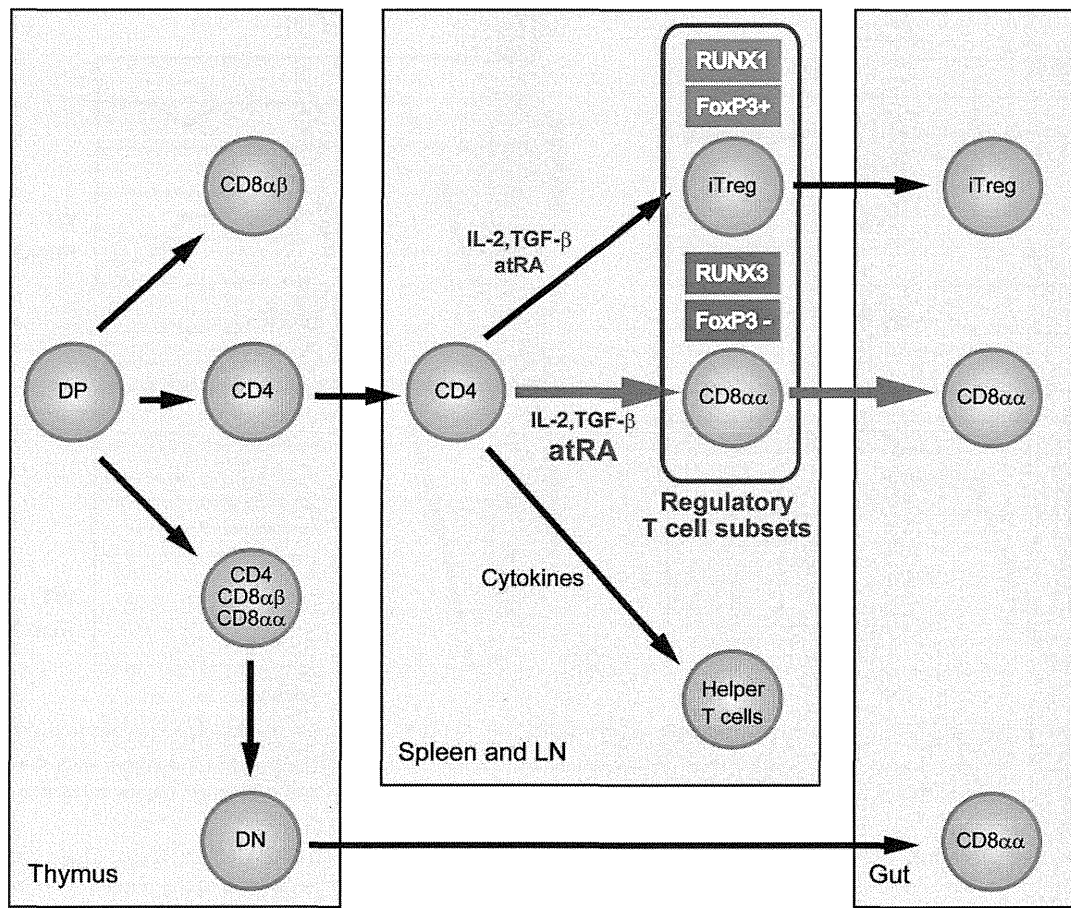 CD8αβ
DP
CD4
CD4
CD8αβ
CD8αα
DN
Thymus
RUNX1
FoxP3+
iTreg
IL-2,TGF-β
atRA
RUNX3
FoxP3 -
CD4
CD8αα
IL-2,TGF-β
atRA
Regulatory
T cell subsets
Cytokines
Helper
T cells
Spleen and LN
iTreg
CD8αα
CD8αα
Gut